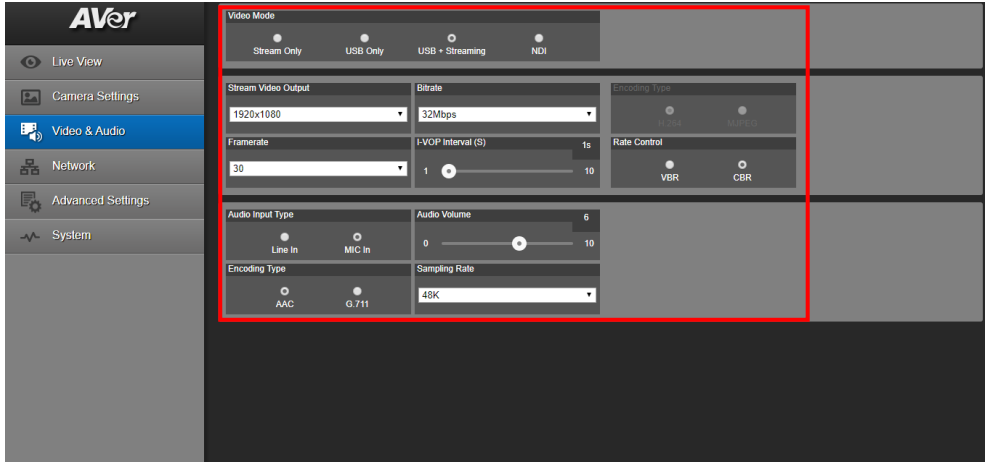 AVer
Live View
Camera Settings
Video & Audio
Network
Advanced Settings
System
Video Mode
Stream Only USB Only USB + Streaming NDI
Stream Video Output Bitrate Encoding Type
1920x1080 32Mbps H.264 MJPEG
Framerate I-VOP Interval (S) 1s Rate Control
30 1 10 VBR CBR
Audio Input Type Audio Volume 6
Line In MIC In 0 10
Encoding Type Sampling Rate
AAC G.711 48K